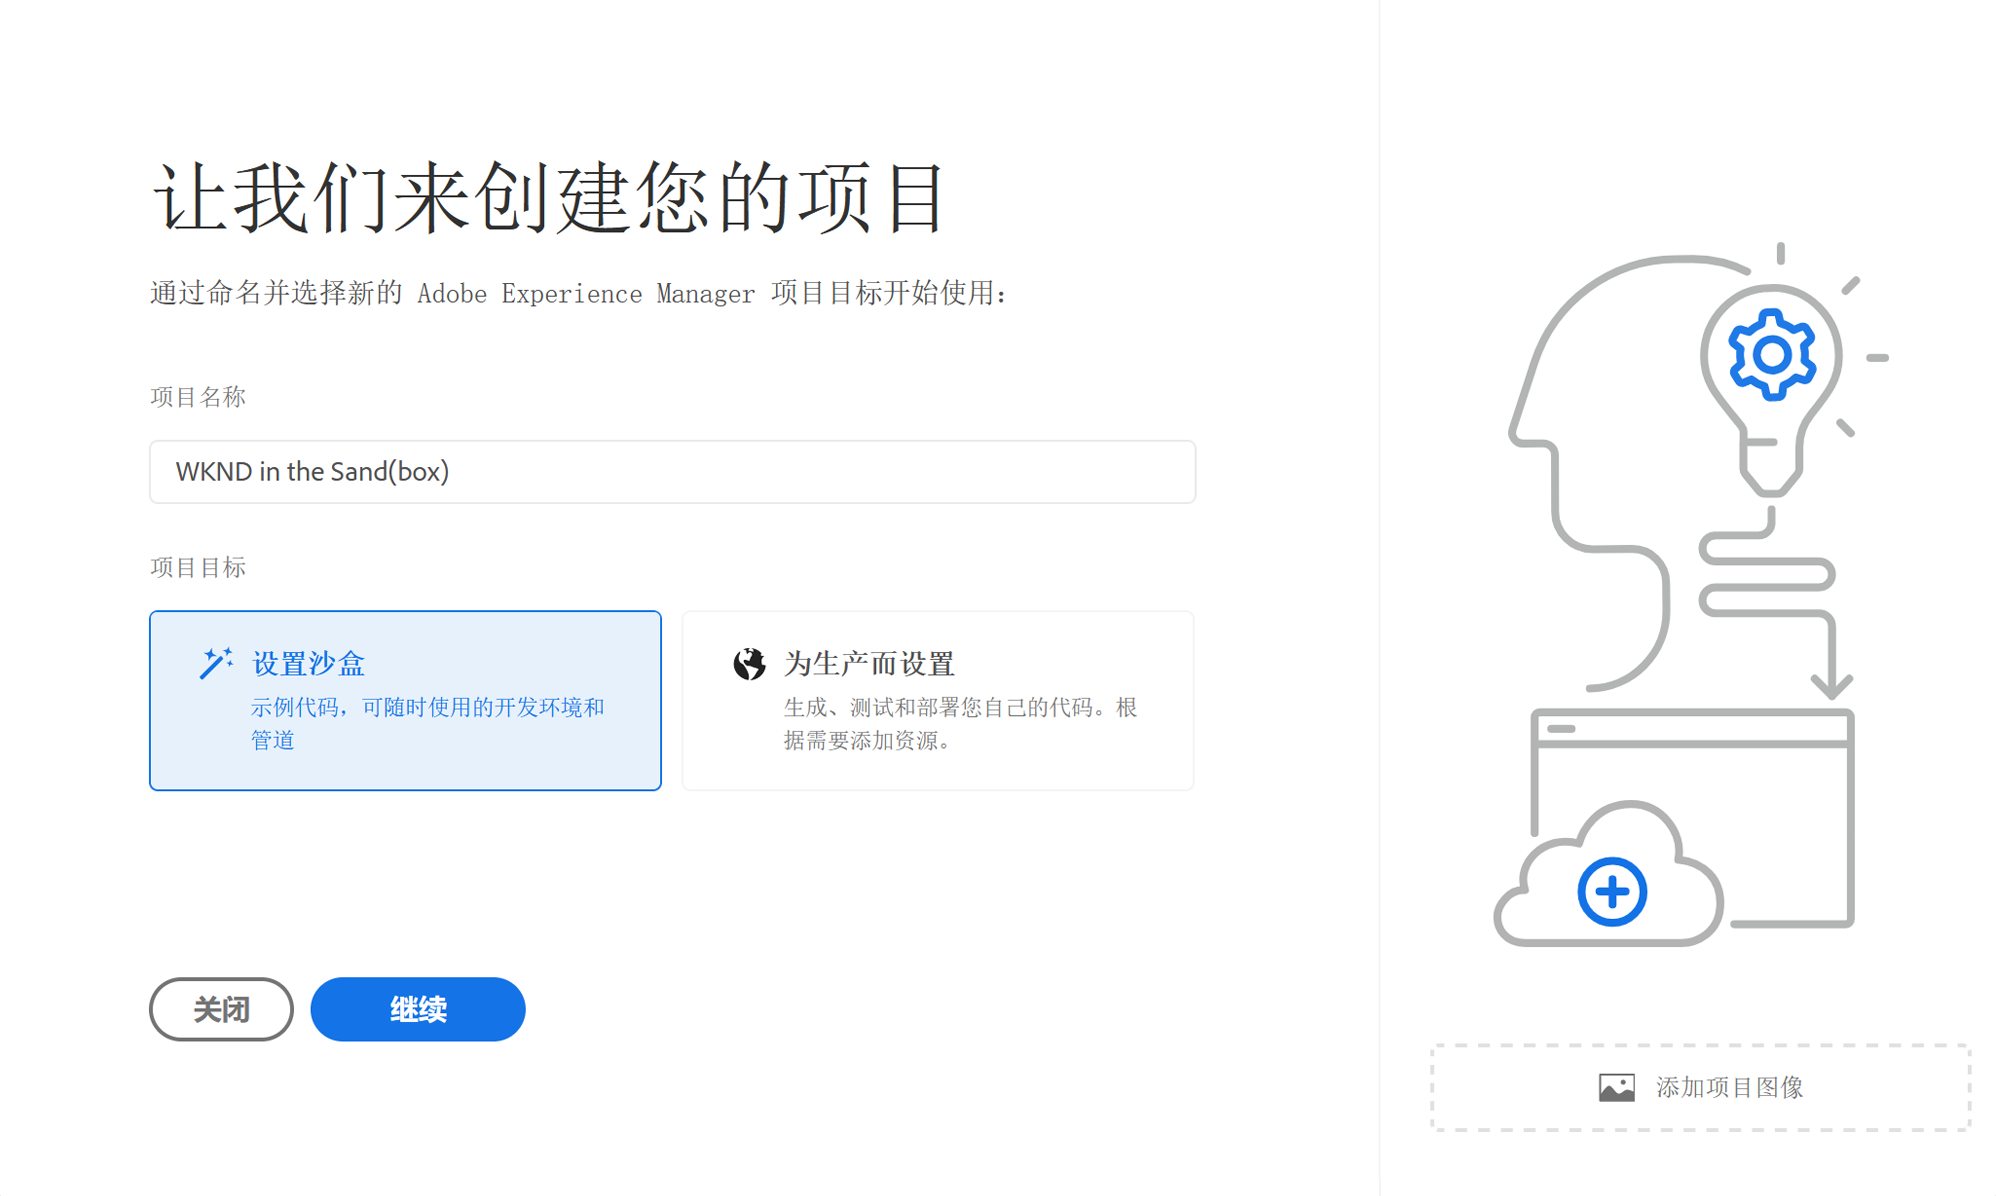 让我们来创建您的项目
通过命名并选择新的 Adobe Experience Manager 项目目标开始使用：
项目名称
WKND in the Sand(box)
项目目标
设置沙盒
示例代码，可随时使用的开发环境和
管道
为生产而设置
生成、测试和部署您自己的代码。根
据需要添加资源。
关闭
继续
添加项目图像